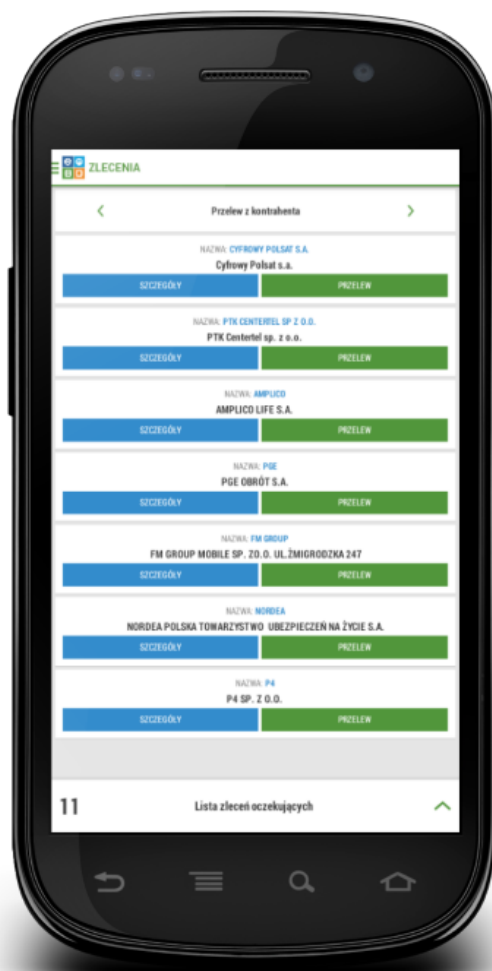 ZLECENIA
Przelew z kontrahenta
NAZWA: CYFROWY POLSAT S.A.
Cyfrowy Polsat s.a.
SZCZEGÓŁY PRZELEW
NAZWA: PTK CENTERTEL SP Z O.O.
PTK Centertel sp. z o.o.
SZCZEGÓŁY PRZELEW
NAZWA: AMPLICO
AMPLICO LIFE S.A.
SZCZEGÓŁY PRZELEW
NAZWA: PGE
PGE OBRÓT S.A.
SZCZEGÓŁY PRZELEW
NAZWA: FM GROUP
FM GROUP MOBILE SP. ZO.O. UL.ŻMIGRODZKA 247
SZCZEGÓŁY PRZELEW
NAZWA: NORDEA
NORDEA POLSKA TOWARZYSTWO UBEZPIECZEŃ NA ŻYCIE S.A.
SZCZEGÓŁY PRZELEW
NAZWA: P4
P4 SP. Z O.O.
SZCZEGÓŁY PRZELEW
11 Lista zleceń oczekujących